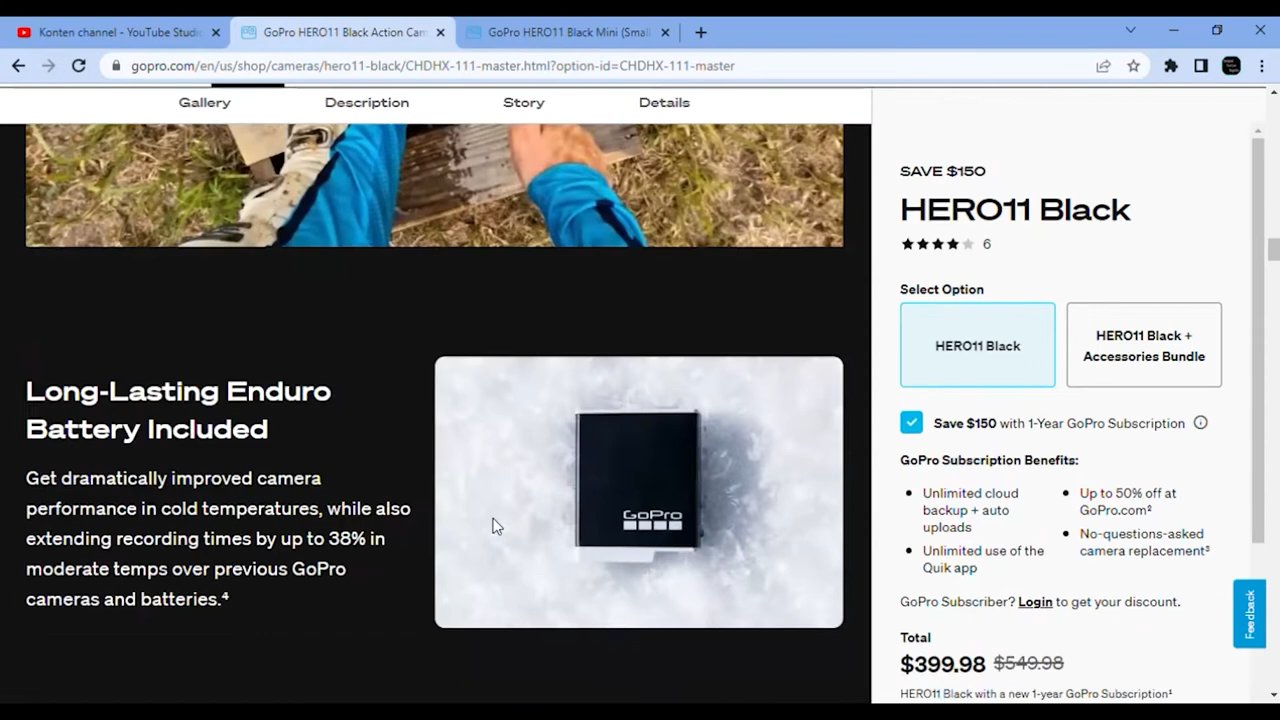 Konten channel - YouTube Studio
GoPro HERO11 Black Action Cam
GoPro HERO11 Black Mini (Small
gopro.com/en/us/shop/cameras/hero11-black/CHDHX-111-master.html?option-id=CHDHX-111-master
Gallery
Description
Story
Details
Long-Lasting Enduro
Battery Included
Get dramatically improved camera
performance in cold temperatures, while also
extending recording times by up to 38% in
moderate temps over previous GoPro
cameras and batteries.⁴
GoPro
SAVE $150
HERO11 Black
6
Select Option
HERO11 Black
HERO11 Black +
Accessories Bundle
Save $150 with 1-Year GoPro Subscription
GoPro Subscription Benefits:
Unlimited cloud
backup + auto
uploads
Unlimited use of the
Quik app
Up to 50% off at
GoPro.com²
No-questions-asked
camera replacement³
GoPro Subscriber? Login to get your discount.
Feedback
Total
$399.98 $549.98
HERO11 Black with a new 1-year GoPro Subscription¹